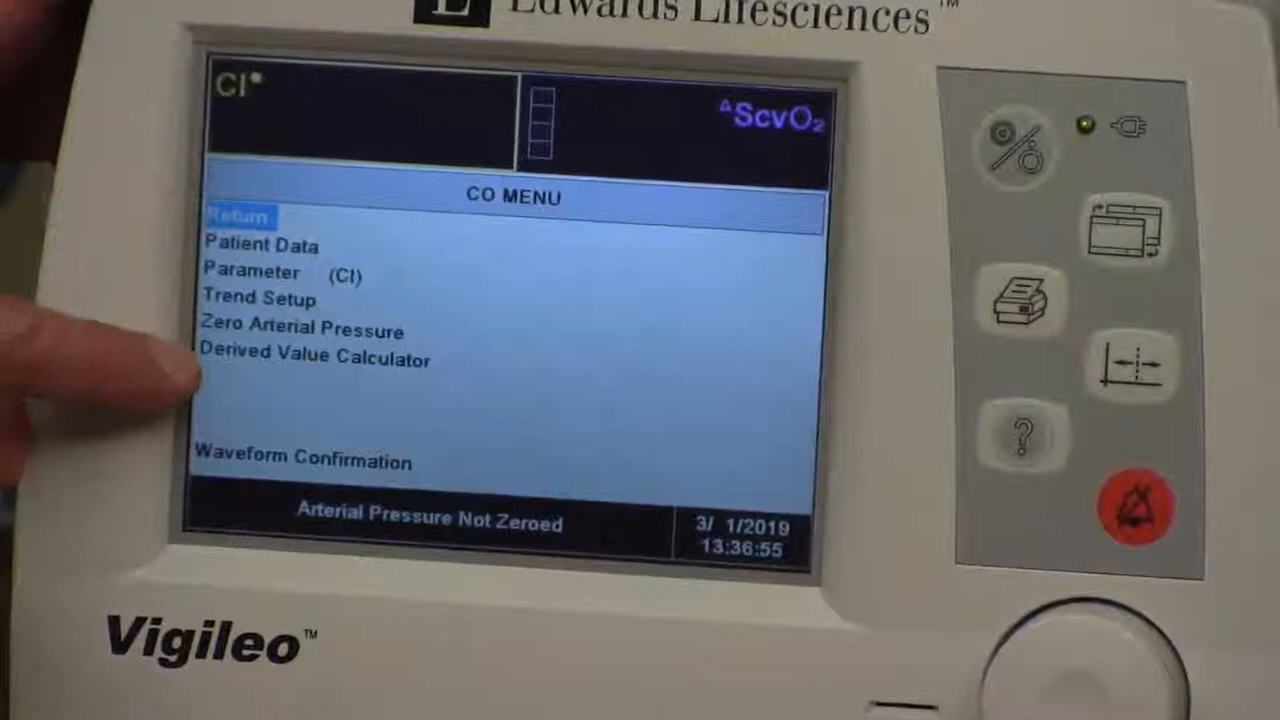 E Edwards Lifesciences™
CI
ΔScvO₂
CO MENU
Return
Patient Data
Parameter (CI)
Trend Setup
Zero Arterial Pressure
Derived Value Calculator
Waveform Confirmation
Arterial Pressure Not Zeroed
3/ 1/2019
13:36:55
?
Vigileo™